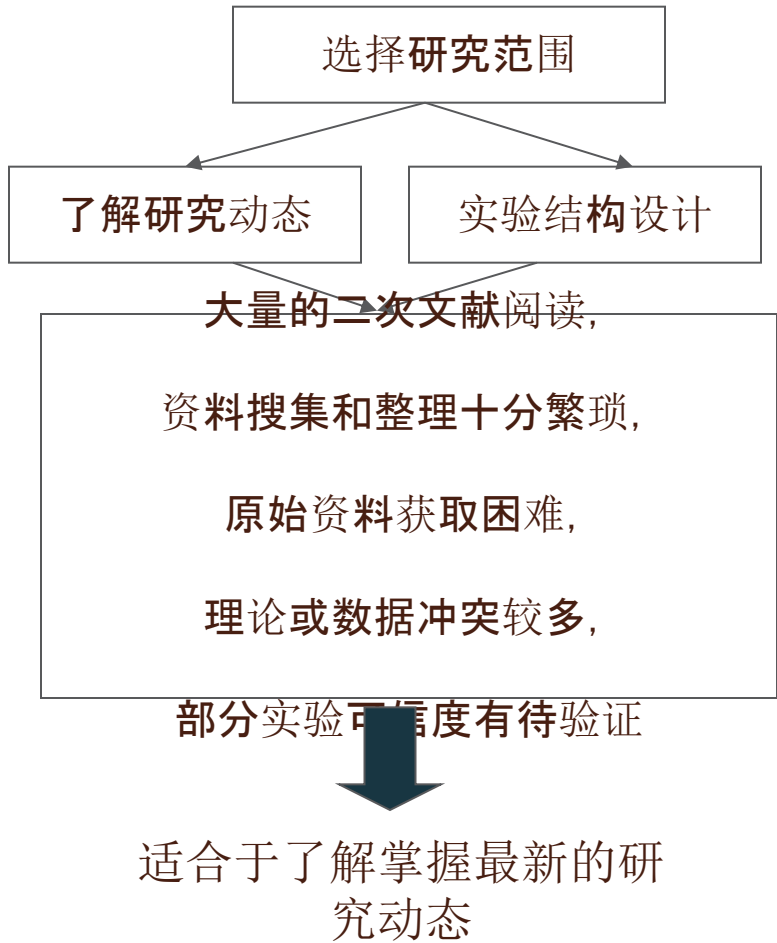 选择研究范围
了解研究动态
实验结构设计
大量的二次文献阅读,
资料搜集和整理十分繁琐,
原始资料获取困难,
理论或数据冲突较多,
部分实验可信度有待验证
适合于了解掌握最新的研
究动态